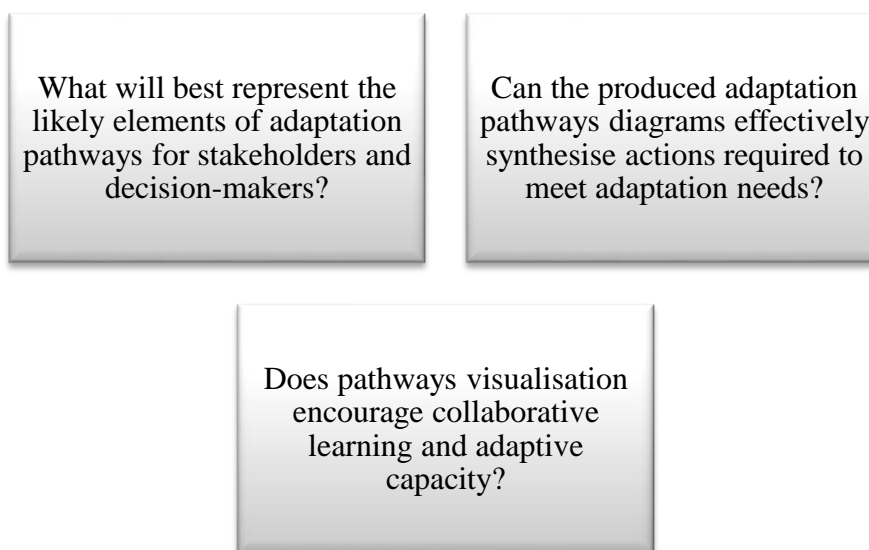 What will best represent the
likely elements of adaptation
pathways for stakeholders and
decision-makers?
Can the produced adaptation
pathways diagrams effectively
synthesise actions required to
meet adaptation needs?
Does pathways visualisation
encourage collaborative
learning and adaptive
capacity?